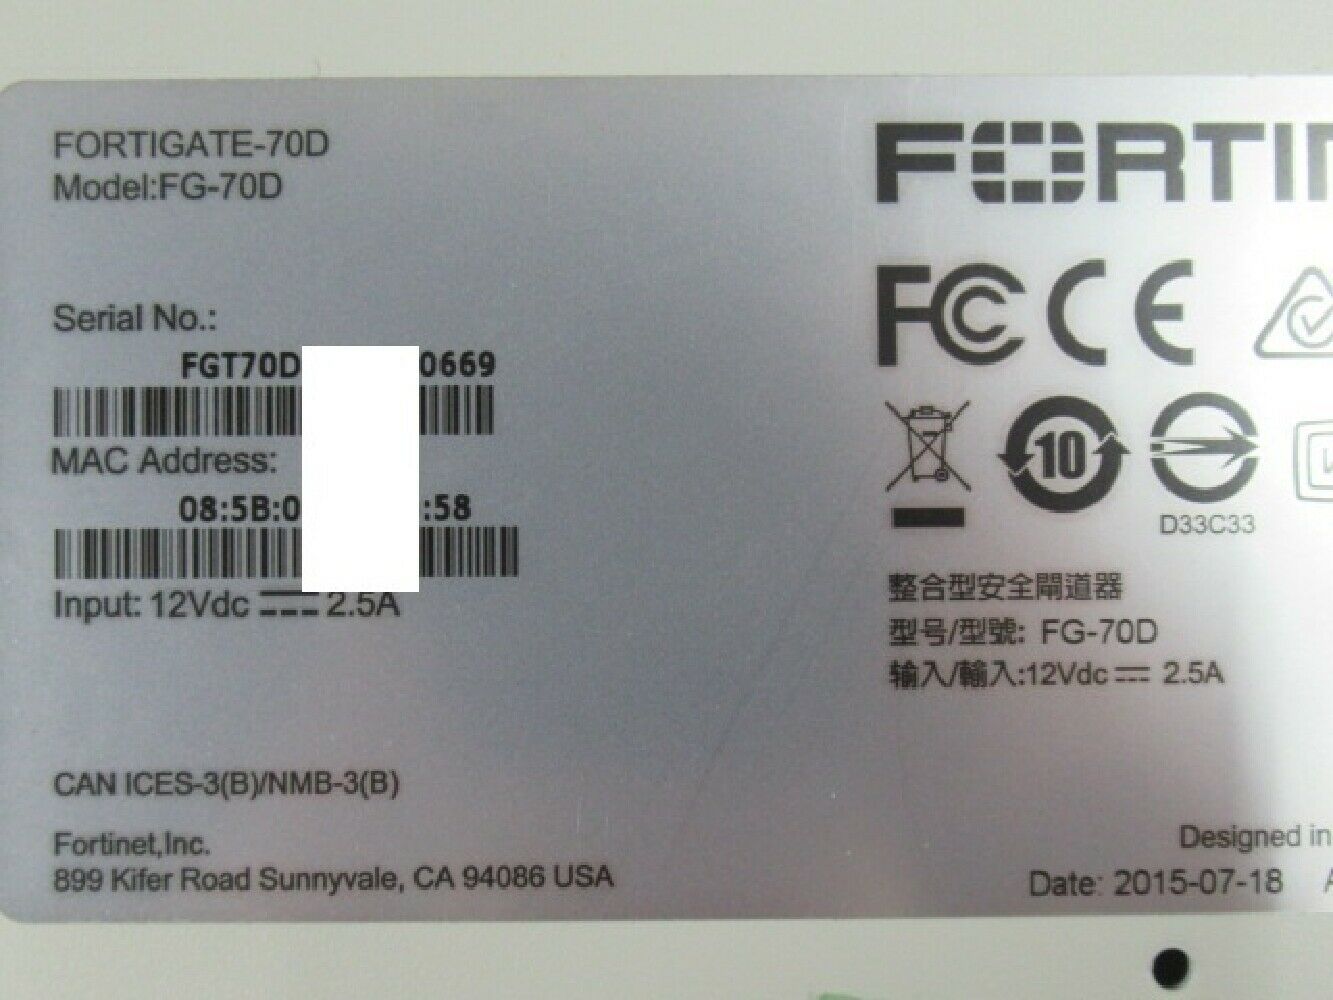 FORTIGATE-70D
Model:FG-70D
Serial No.:
FGT70D 0669
MAC Address:
08:5B:0 :58
Input: 12Vdc 2.5A
CAN ICES-3(B)/NMB-3(B)
Fortinet,Inc.
899 Kifer Road Sunnyvale, CA 94086 USA
FORTIN
FC CE
10
D33C33
整合型安全閘道器
型号/型號: FG-70D
输入/輸入:12Vdc 2.5A
Designed in
Date: 2015-07-18 A